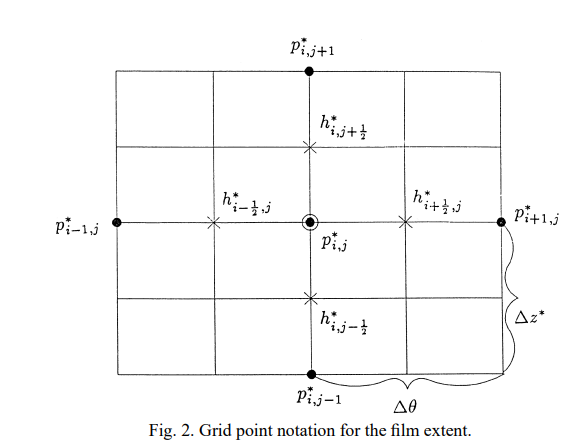 p*i,j+1
h*i,j+½
h*i−½,j
h*i+½,j
p*i−1,j
p*i+1,j
p*i,j
h*i,j−½
Δz*
p*i,j−1
Δθ
Fig. 2. Grid point notation for the film extent.